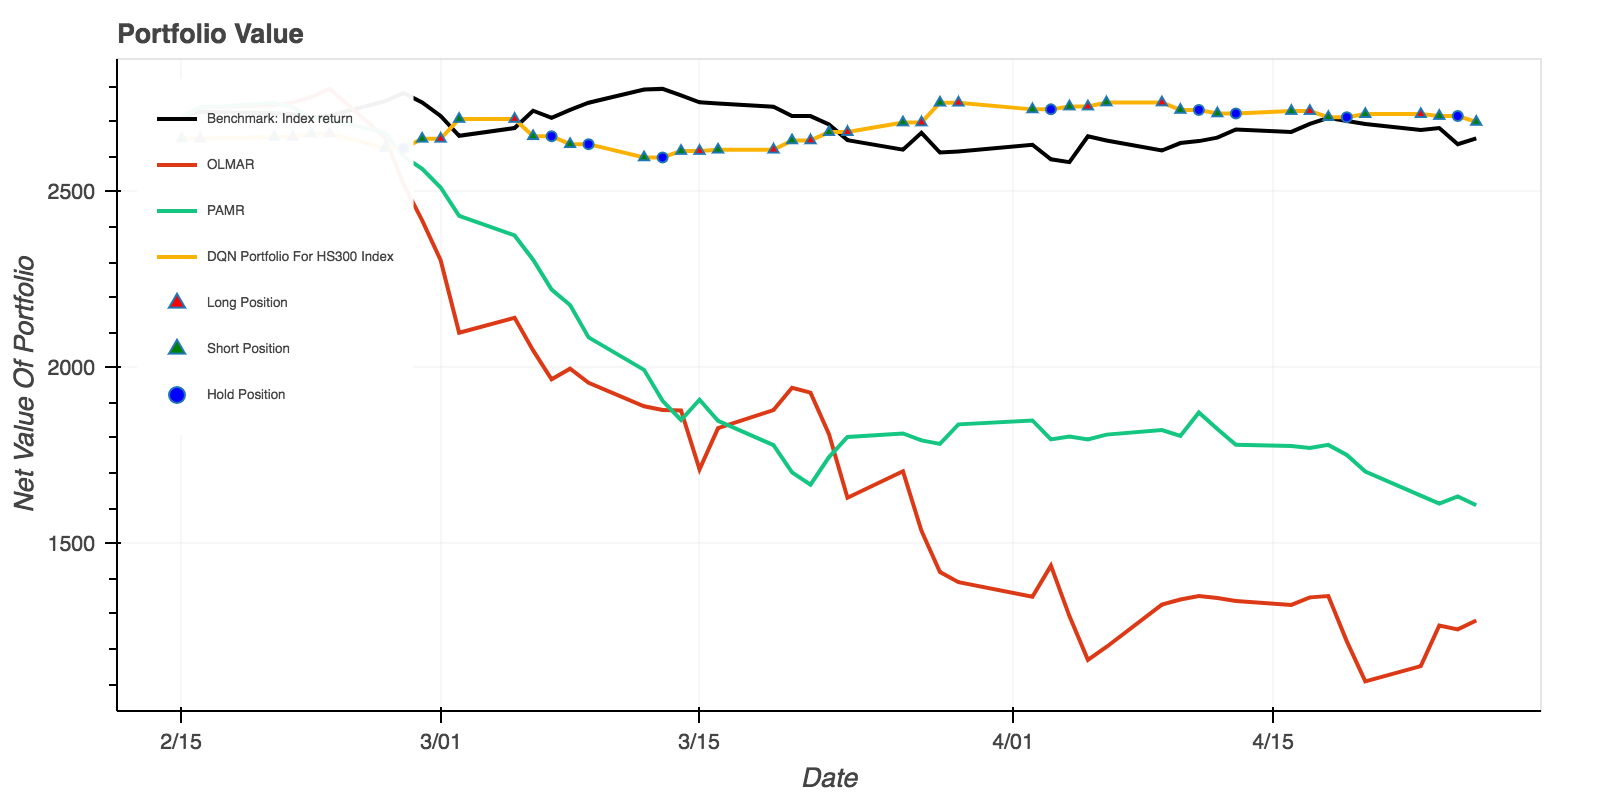 Portfolio Value
Benchmark: Index return
OLMAR
PAMR
DQN Portfolio For HS300 Index
Long Position
Short Position
Hold Position
Net Value Of Portfolio
2500
2000
1500
2/15
3/01
3/15
4/01
4/15
Date